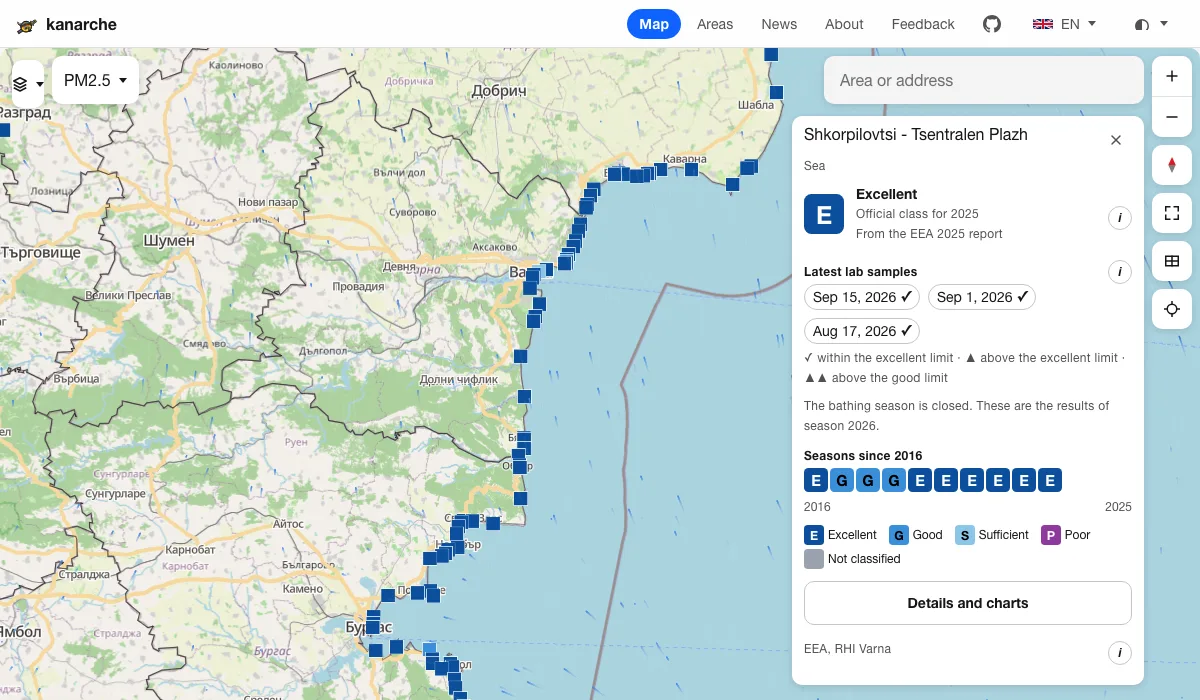 kanarche
Map
Areas
News
About
Feedback
EN
PM2.5
Area or address
Shkorpilovtsi - Tsentralen Plazh
Sea
E
Excellent
Official class for 2025
From the EEA 2025 report
i
Latest lab samples
i
Sep 15, 2026 ✓
Sep 1, 2026 ✓
Aug 17, 2026 ✓
✓ within the excellent limit · ▲ above the excellent limit ·
▲▲ above the good limit
The bathing season is closed. These are the results of
season 2026.
Seasons since 2016
E G G G E E E E E E
2016
2025
E Excellent
G Good
S Sufficient
P Poor
Not classified
Details and charts
EEA, RHI Varna
i
Каолиново
Добричка
Добрич
Шабла
Разград
Каварна
Вълчи дол
Лозница
Нови пазар
Суворово
Шумен
Аксаково
Търговище
Девня
Варна
Провадия
Велики Преслав
Смядово
Дългопол
Върбица
Долни чифлик
Руен
Сунгурларе
Сунгурларе
Айтос
Карнобат
Карнобат
Българово
Стралджа
Камено
Бургас
Бургас
Стралджа